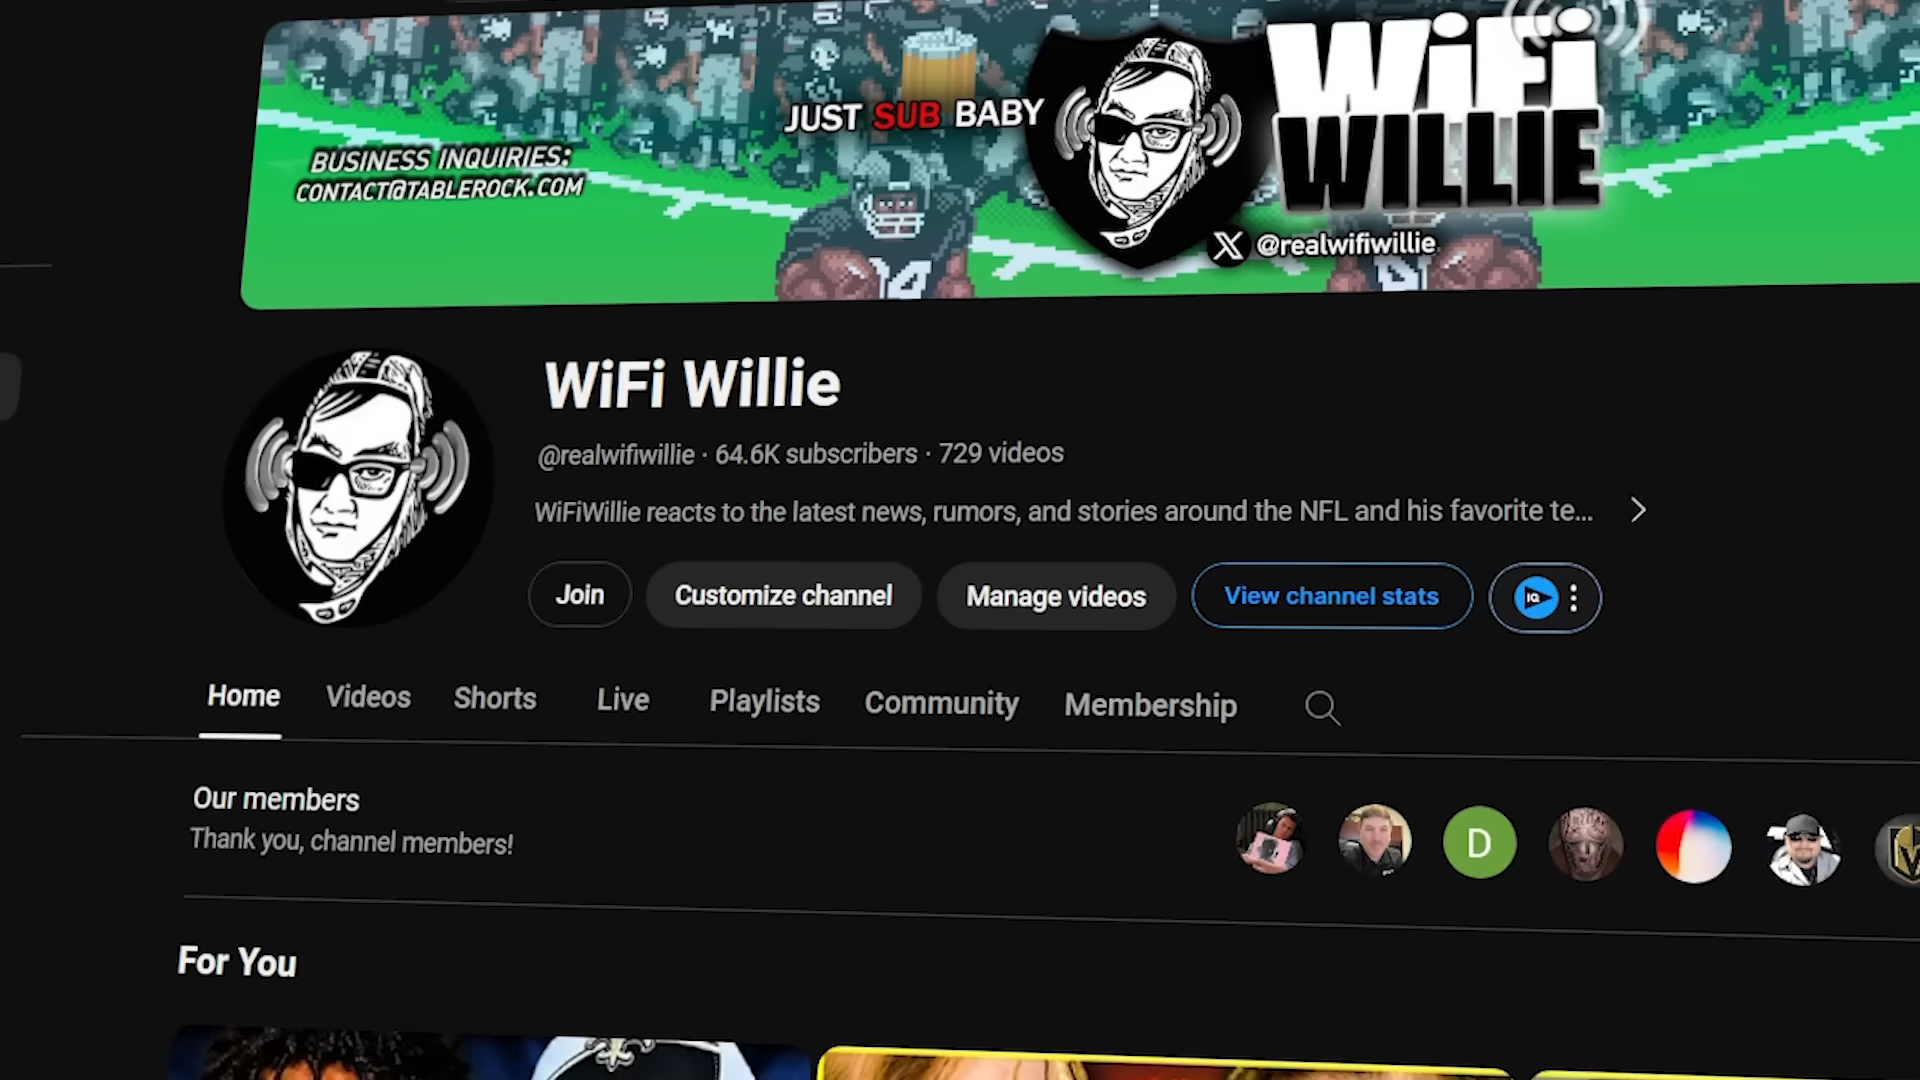 WiFi
WILLIE
JUST SUB BABY
BUSINESS INQUIRIES:
CONTACT@TABLEROCK.COM
@realwifiwillie
WiFi Willie
@realwifiwillie · 64.6K subscribers · 729 videos
WiFiWillie reacts to the latest news, rumors, and stories around the NFL and his favorite te...
Join
Customize channel
Manage videos
View channel stats
IQ
Home
Videos
Shorts
Live
Playlists
Community
Membership
Our members
Thank you, channel members!
D
For You